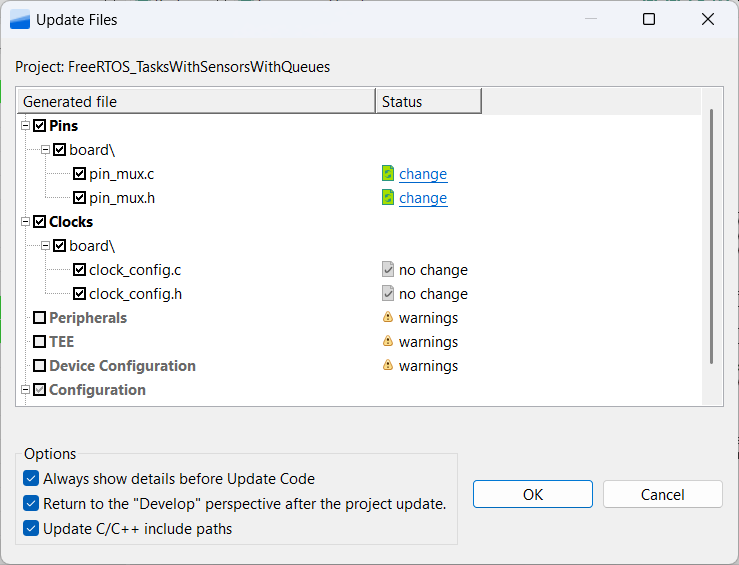 Update Files
Project: FreeRTOS_TasksWithSensorsWithQueues
Generated file Status
Pins
board\
pin_mux.c change
pin_mux.h change
Clocks
board\
clock_config.c no change
clock_config.h no change
Peripherals warnings
TEE warnings
Device Configuration warnings
Configuration
Options
Always show details before Update Code
Return to the "Develop" perspective after the project update.
Update C/C++ include paths
OK Cancel